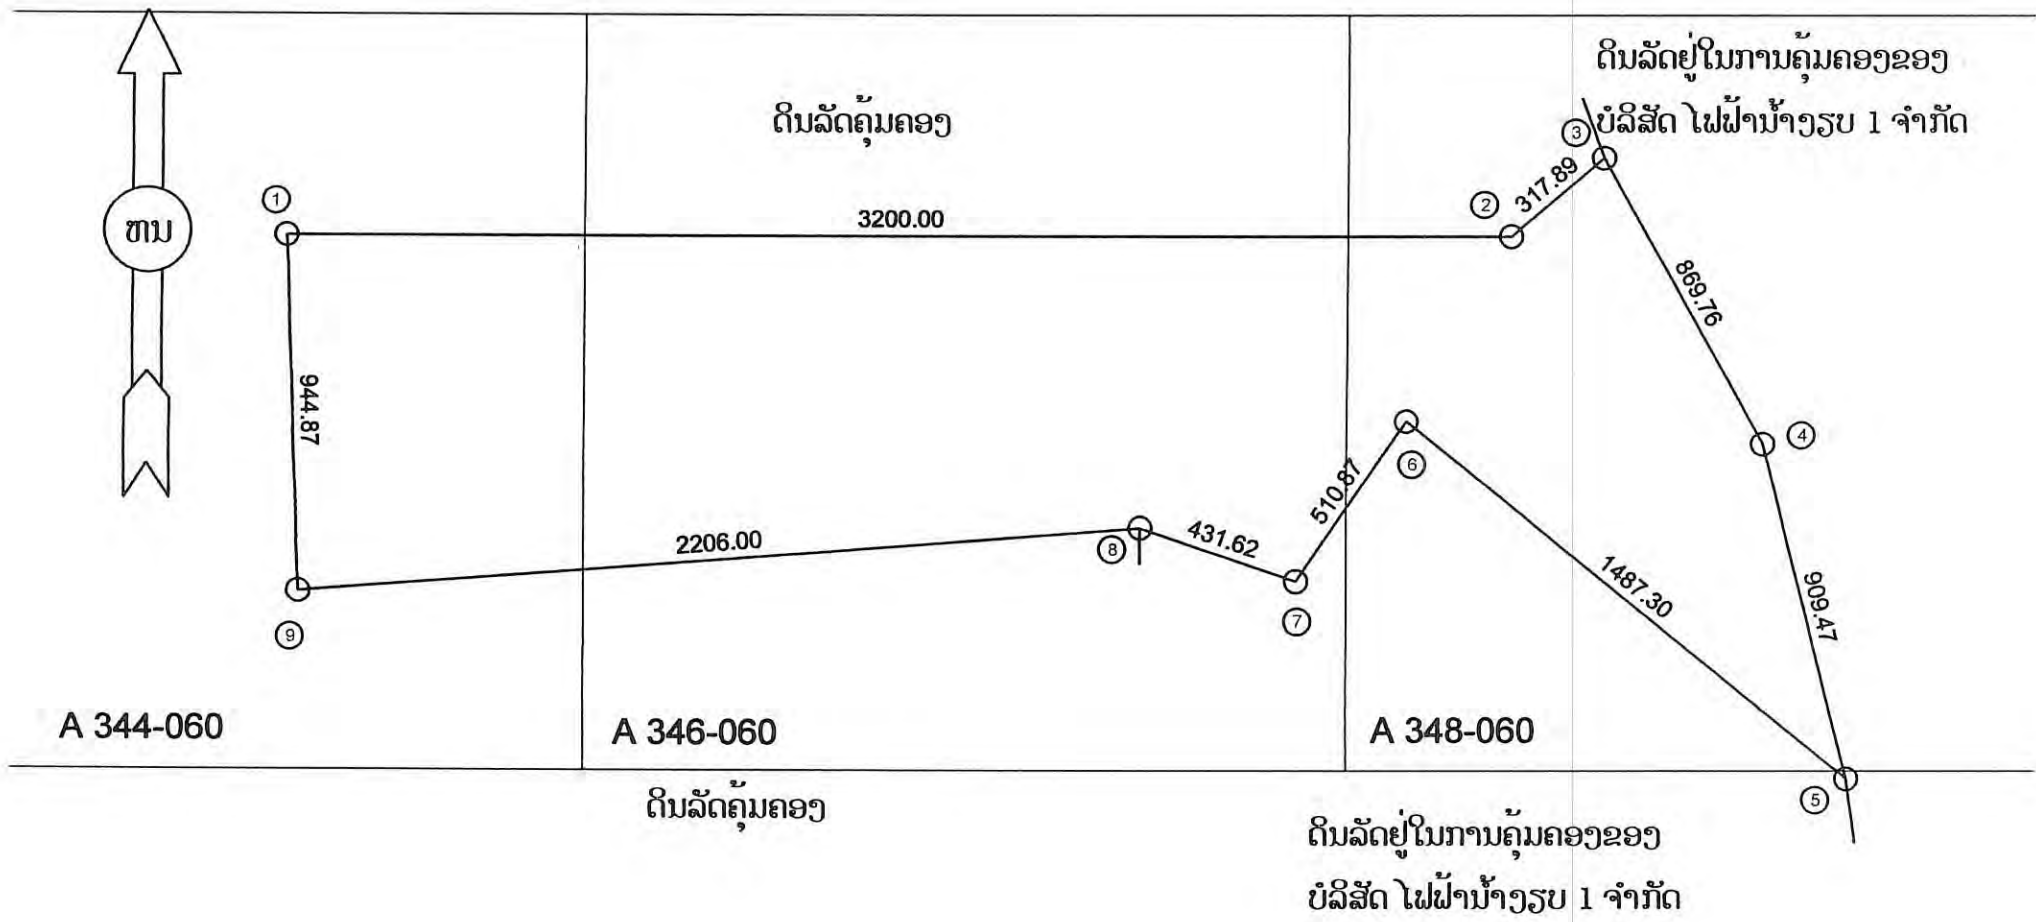 ດິນລັດຢູ່ໃນການຄຸ້ມຄອງຂອງ
ບໍລິສັດ ໄຟຟ້ານ້ຳງຽບ 1 ຈຳກັດ
ດິນລັດຄຸ້ມຄອງ
ຫນ
1
3200.00
2
317.89
3
869.76
4
944.87
909.47
6
510.87
1487.30
2206.00
8
431.62
7
9
5
A 344-060
A 346-060
A 348-060
ດິນລັດຄຸ້ມຄອງ
ດິນລັດຢູ່ໃນການຄຸ້ມຄອງຂອງ
ບໍລິສັດ ໄຟຟ້ານ້ຳງຽບ 1 ຈຳກັດ